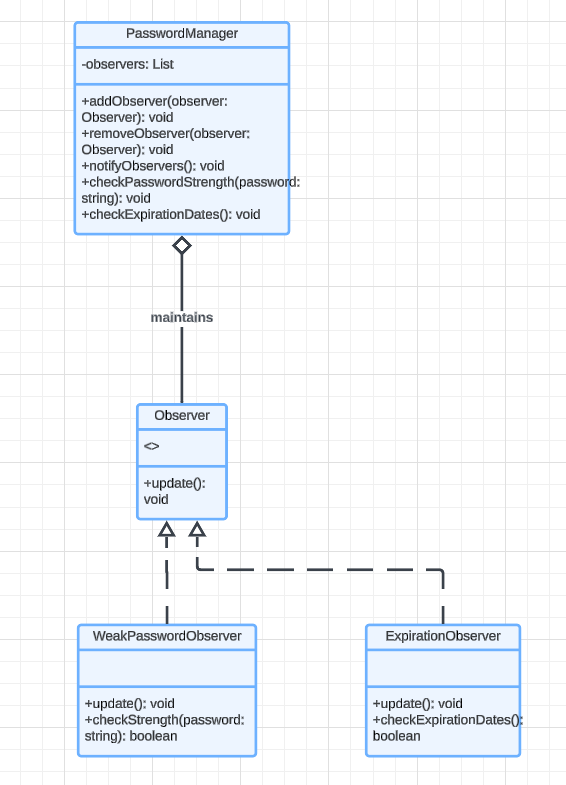 PasswordManager
-observers: List
+addObserver(observer:
Observer): void
+removeObserver(observer:
Observer): void
+notifyObservers(): void
+checkPasswordStrength(password:
string): void
+checkExpirationDates(): void
maintains
Observer
<>
+update():
void
WeakPasswordObserver
+update(): void
+checkStrength(password:
string): boolean
ExpirationObserver
+update(): void
+checkExpirationDates():
boolean